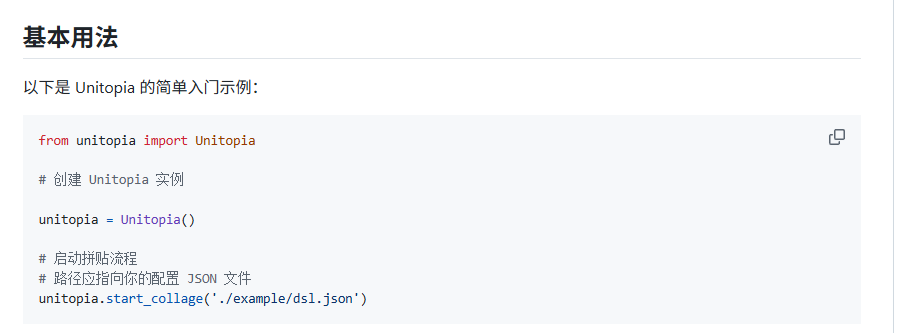 基本用法
以下是 Unitopia 的简单入门示例：
from unitopia import Unitopia
# 创建 Unitopia 实例
unitopia = Unitopia()
# 启动拼贴流程
# 路径应指向你的配置 JSON 文件
unitopia.start_collage('./example/dsl.json')